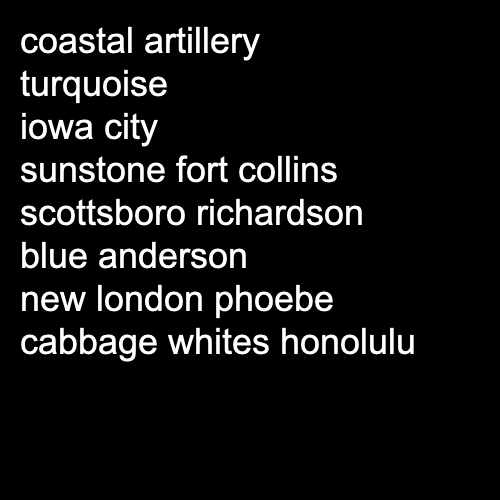 coastal artillery
turquoise
iowa city
sunstone fort collins
scottsboro richardson
blue anderson
new london phoebe
cabbage whites honolulu